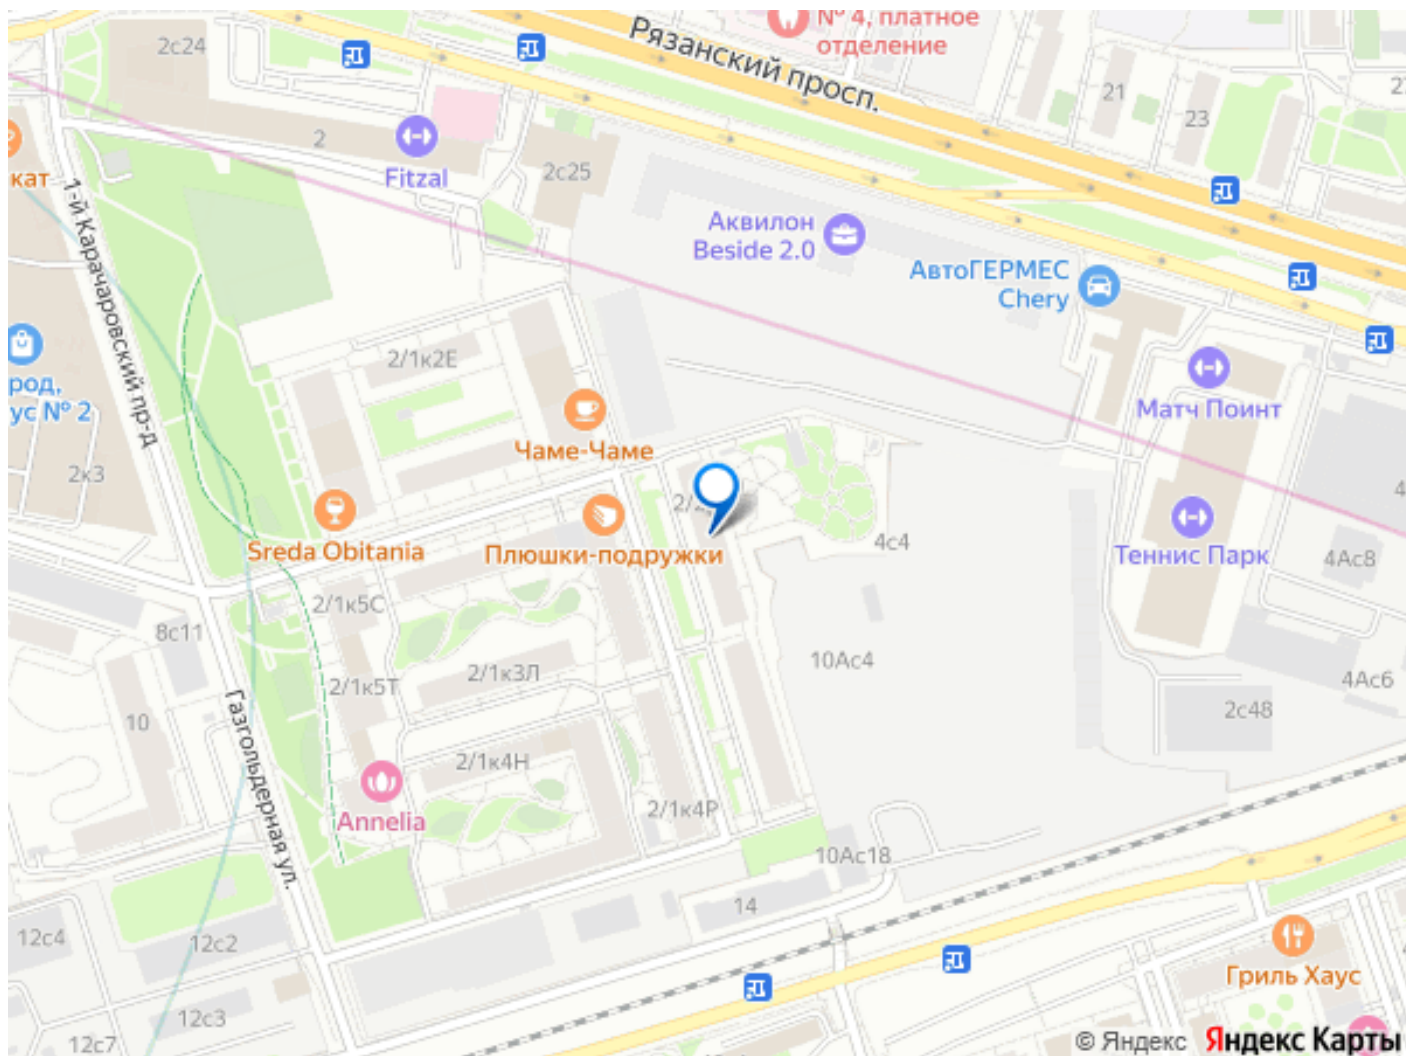 № 4, платное
отделение
Рязанский просп.
2с24
21
23
2
2с25
Fitzal
кат
1-й Карачаровский пр-д
Аквилон
Beside 2.0
АвтоГЕРМЕС
Chery
2/1к2Е
род,
ус № 2
Матч Поинт
Чаме-Чаме
2к3
4
Sreda Obitania
Плюшки-подружки
4с4
Теннис Парк
4Ас8
2/1к5С
8с11
10Ас4
2/1к3Л
2/1к5Т
4Ас6
2с48
10
Газгольдерная ул.
2/1к4Н
Annelia
2/1к4Р
10Ас18
14
12с4
12с2
Гриль Хаус
12с3
12с7
© Яндекс Яндекс Карты